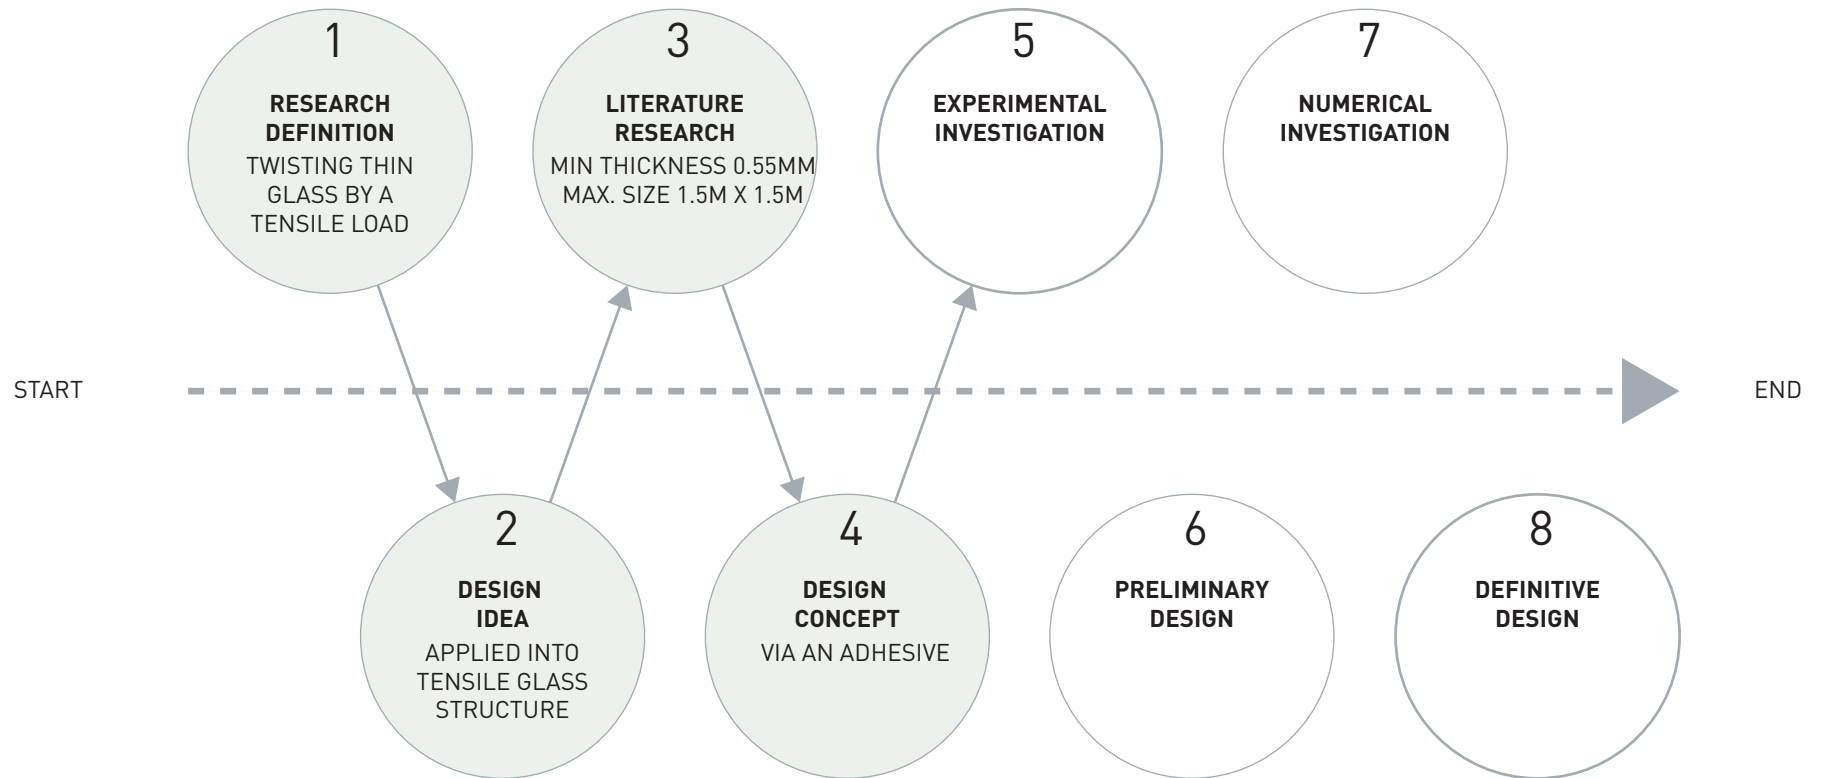 1
RESEARCH
DEFINITION
TWISTING THIN
GLASS BY A
TENSILE LOAD
3
LITERATURE
RESEARCH
MIN THICKNESS 0.55MM
MAX. SIZE 1.5M X 1.5M
5
EXPERIMENTAL
INVESTIGATION
7
NUMERICAL
INVESTIGATION
START
END
2
DESIGN
IDEA
APPLIED INTO
TENSILE GLASS
STRUCTURE
4
DESIGN
CONCEPT
VIA AN ADHESIVE
6
PRELIMINARY
DESIGN
8
DEFINITIVE
DESIGN